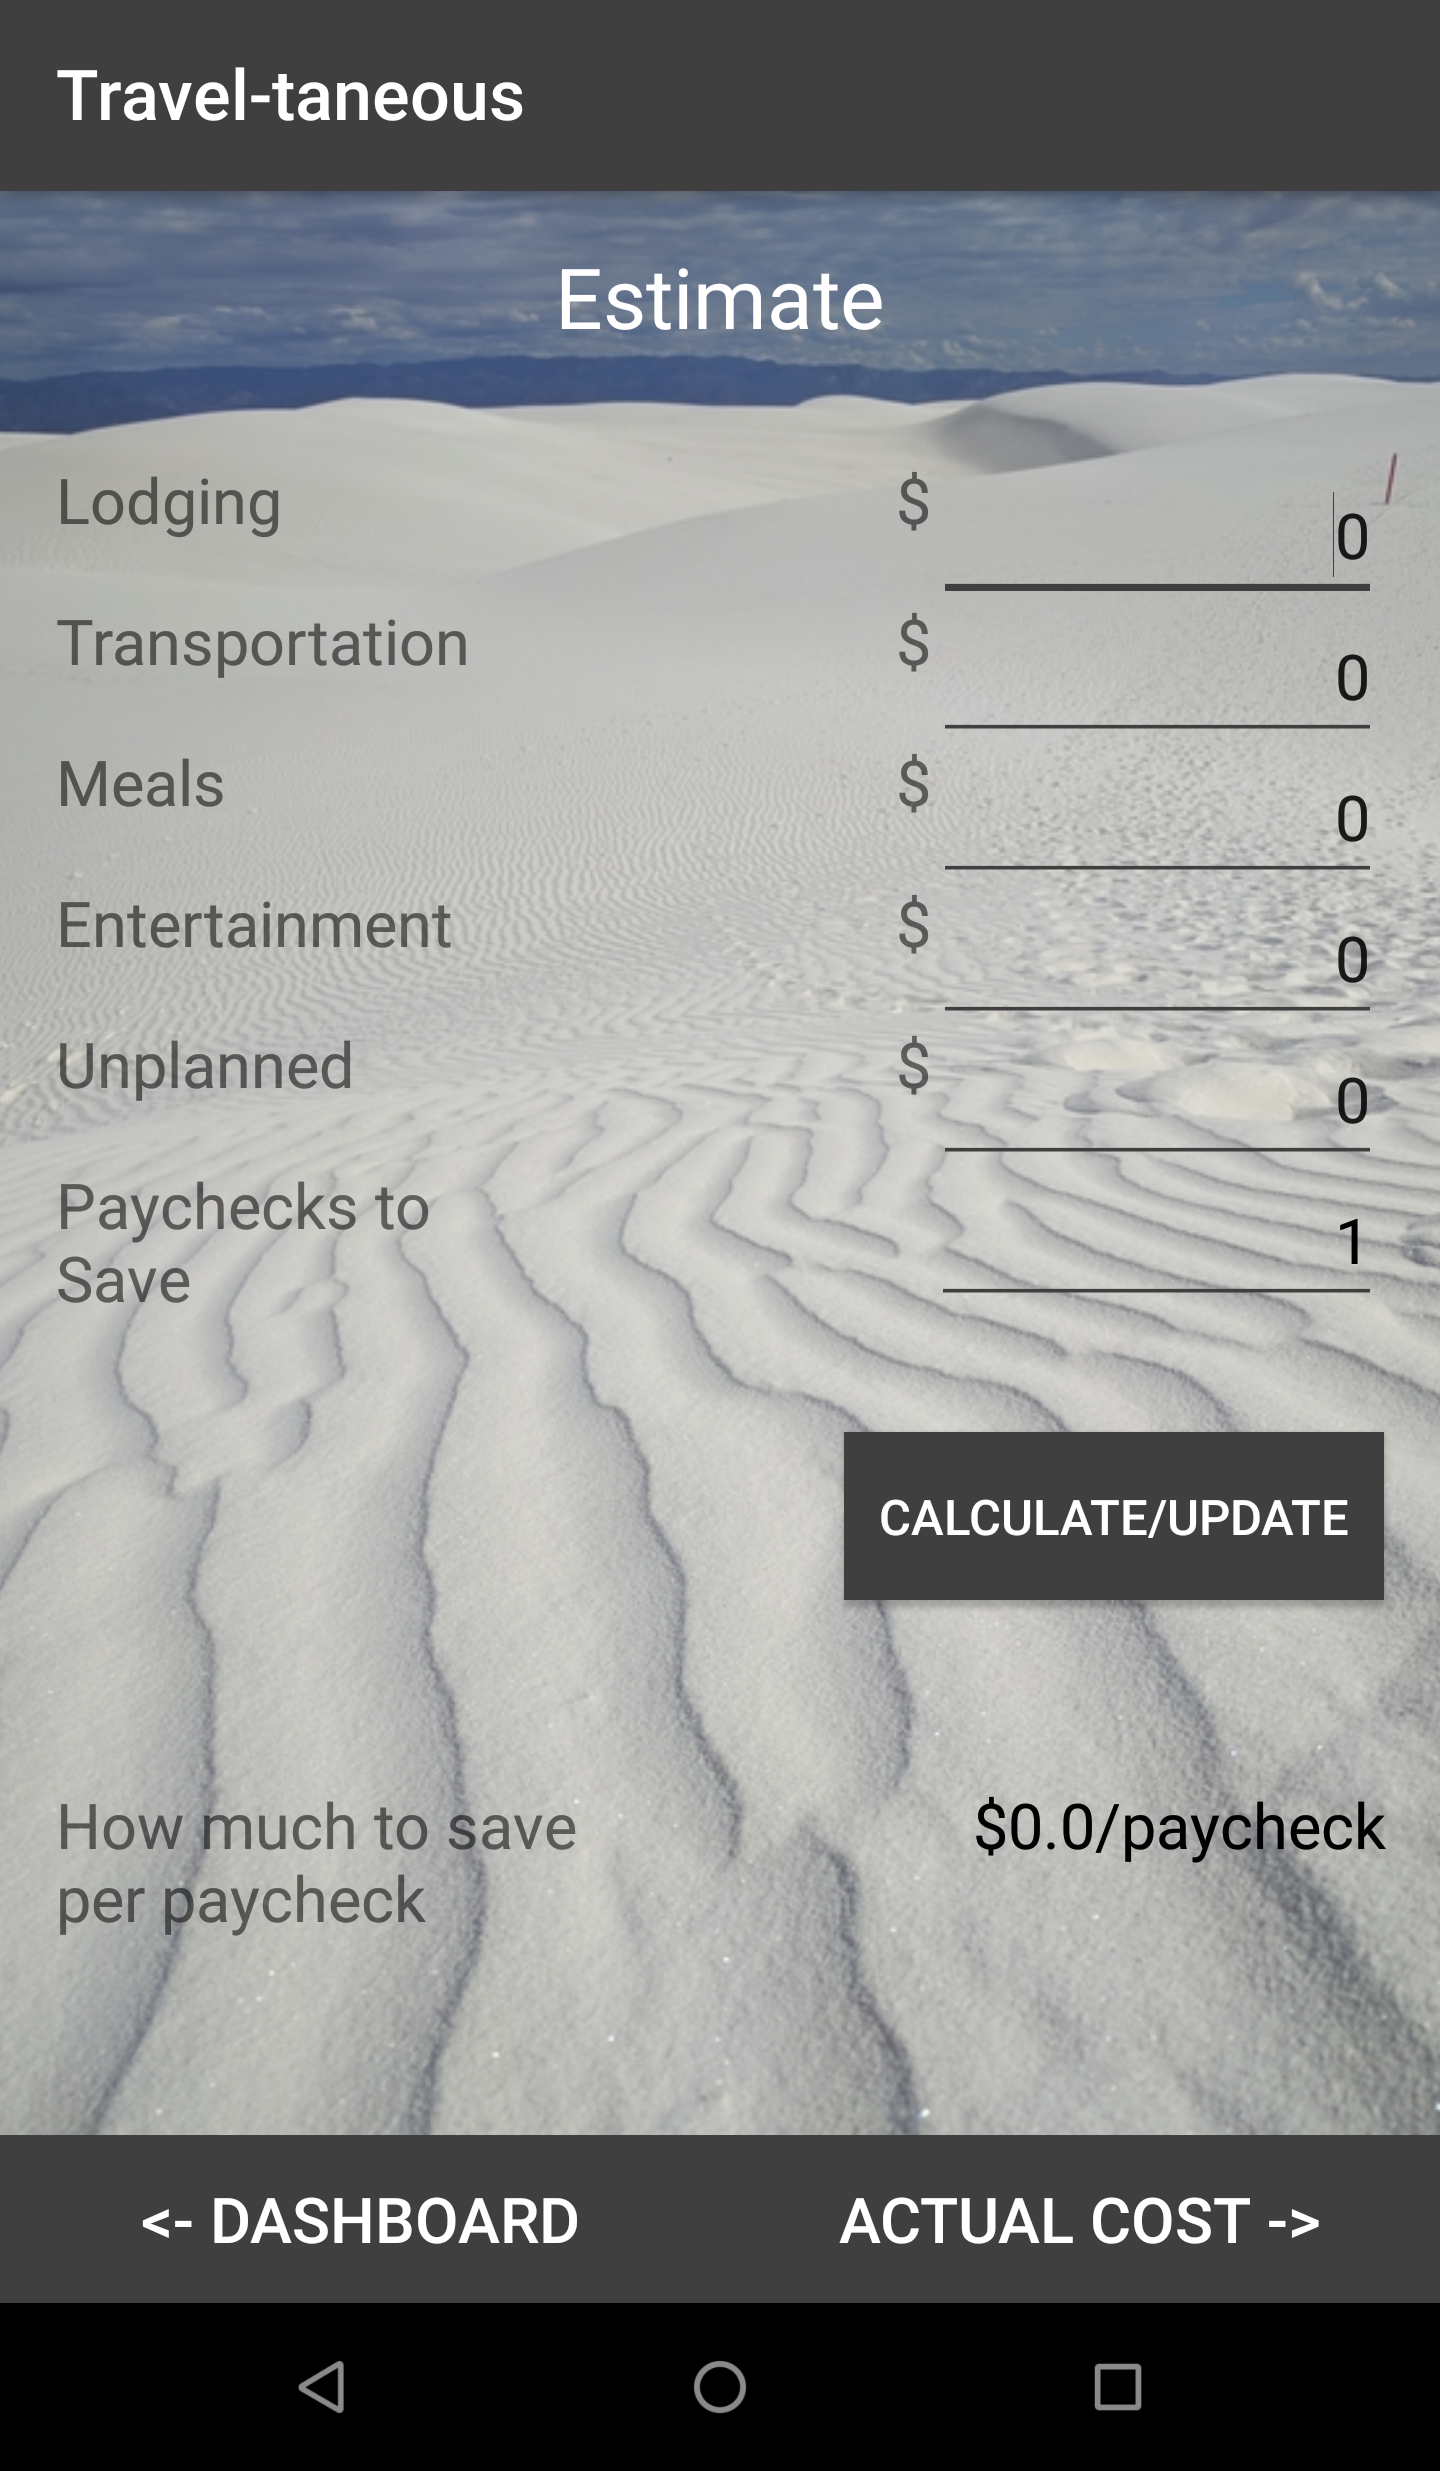 Travel-taneous
Estimate
Lodging $ 0
Transportation $ 0
Meals $ 0
Entertainment $ 0
Unplanned $ 0
Paychecks to 1
Save
CALCULATE/UPDATE
How much to save $0.0/paycheck
per paycheck
<- DASHBOARD ACTUAL COST ->